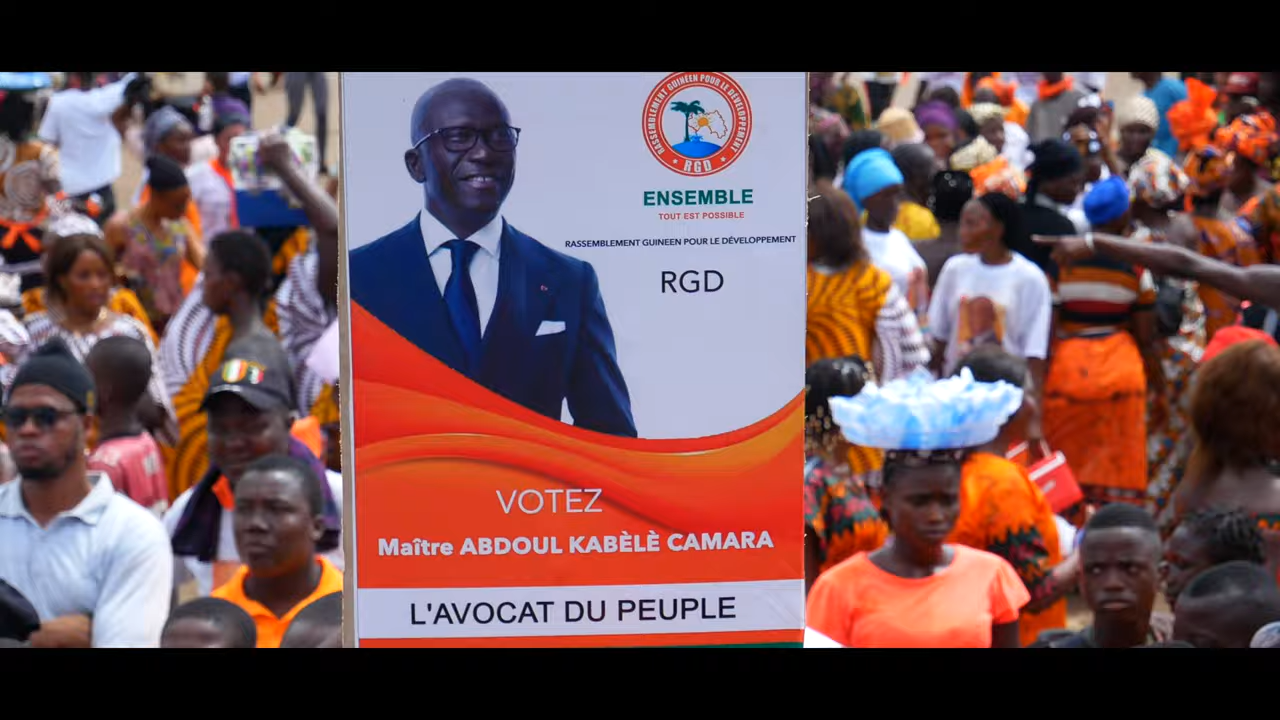 RASSEMBLEMENT GUINEEN POUR LE DÉVELOPPEMENT
RGD
ENSEMBLE
TOUT EST POSSIBLE
RASSEMBLEMENT GUINEEN POUR LE DÉVELOPPEMENT
RGD
VOTEZ
Maître ABDOUL KABÈLÈ CAMARA
L'AVOCAT DU PEUPLE